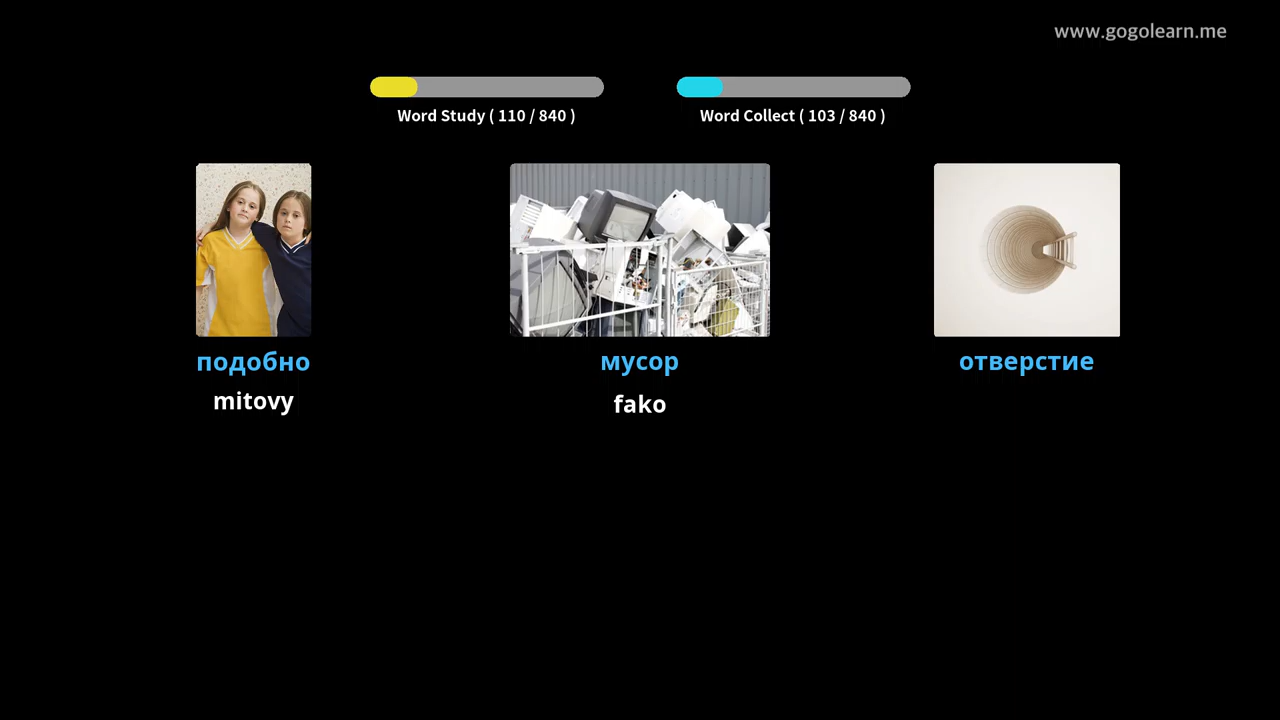 www.gogolearn.me
Word Study ( 110 / 840 )
Word Collect ( 103 / 840 )
подобно
мусор
отверстие
mitovy
fako